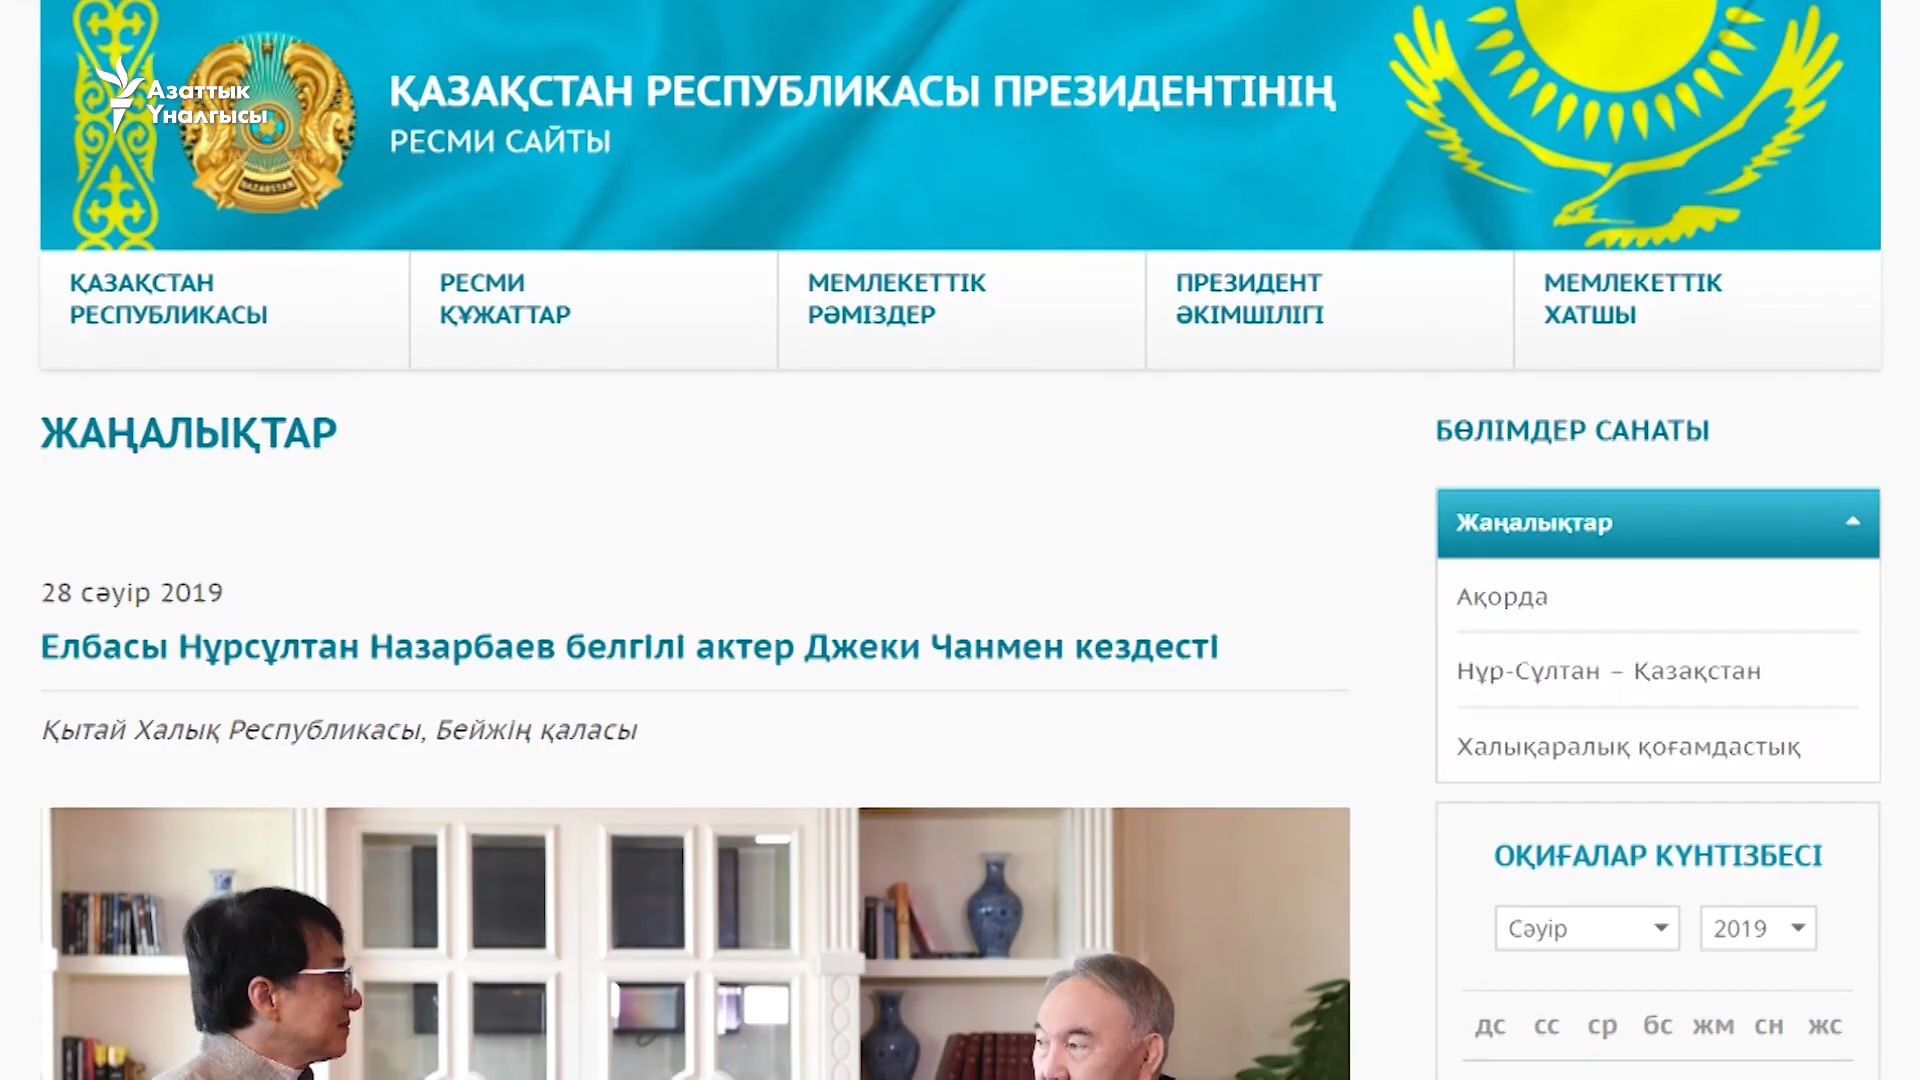 Азаттык
Үналгысы
ҚАЗАҚСТАН РЕСПУБЛИКАСЫ ПРЕЗИДЕНТІНІҢ
РЕСМИ САЙТЫ
ҚАЗАҚСТАН
РЕСПУБЛИКАСЫ
РЕСМИ
ҚҰЖАТТАР
МЕМЛЕКЕТТІК
РӘМІЗДЕР
ПРЕЗИДЕНТ
ӘКІМШІЛІГІ
МЕМЛЕКЕТТІК
ХАТШЫ
ЖАҢАЛЫҚТАР
28 сәуір 2019
Елбасы Нұрсұлтан Назарбаев белгілі актер Джеки Чанмен кездесті
Қытай Халық Республикасы, Бейжің қаласы
БӨЛІМДЕР САНАТЫ
Жаңалықтар
Ақорда
Нұр-Сұлтан – Қазақстан
Халықаралық қоғамдастық
ОҚИҒАЛАР КҮНТІЗБЕСІ
Сәуір 2019
дс сс ср бс жм сн жс